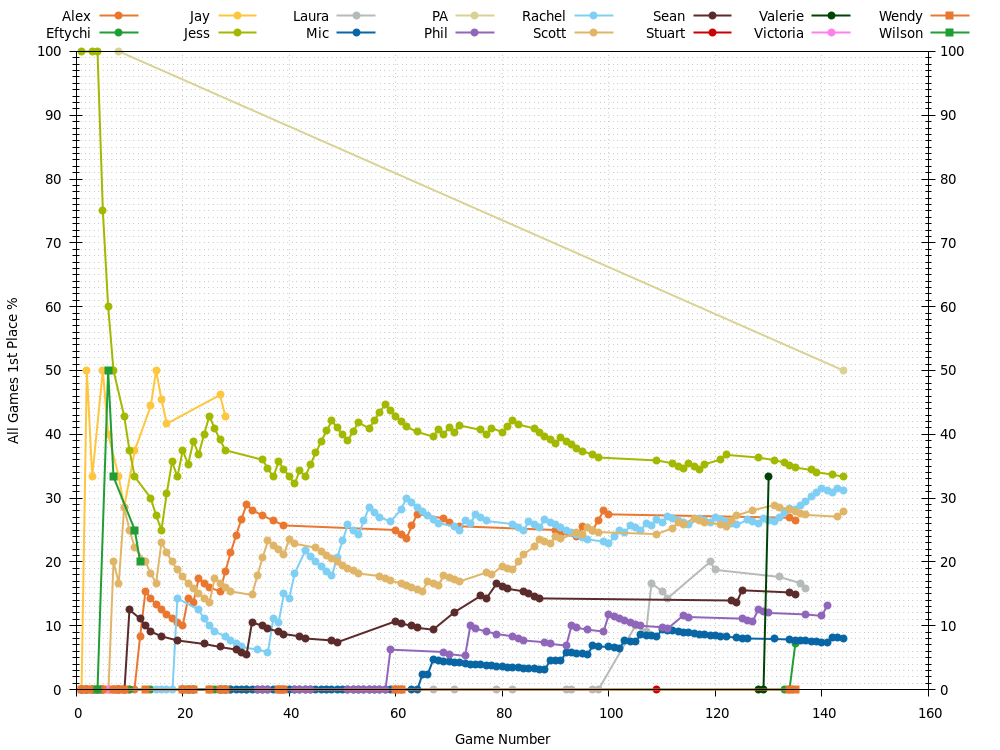 Alex Jay Laura PA Rachel Sean Valerie Wendy
Eftychi Jess Mic Phil Scott Stuart Victoria Wilson
100 100
90 90
80 80
70 70
60 60
50 50
40 40
30 30
20 20
10 10
0 0
0 20 40 60 80 100 120 140 160
All Games 1st Place %
Game Number